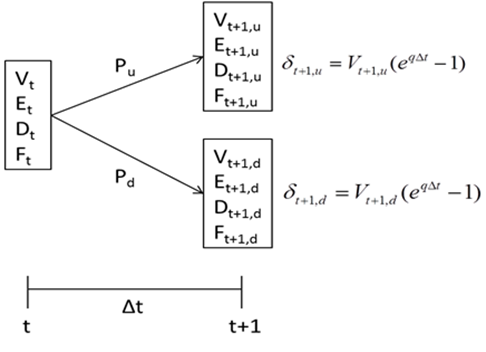 V_t
E_t
D_t
F_t
P_u
P_d
V_{t+1,u}
E_{t+1,u}
D_{t+1,u}
F_{t+1,u}
δ_{t+1,u} = V_{t+1,u}(e^{qΔt} − 1)
V_{t+1,d}
E_{t+1,d}
D_{t+1,d}
F_{t+1,d}
δ_{t+1,d} = V_{t+1,d}(e^{qΔt} − 1)
Δt
t
t+1